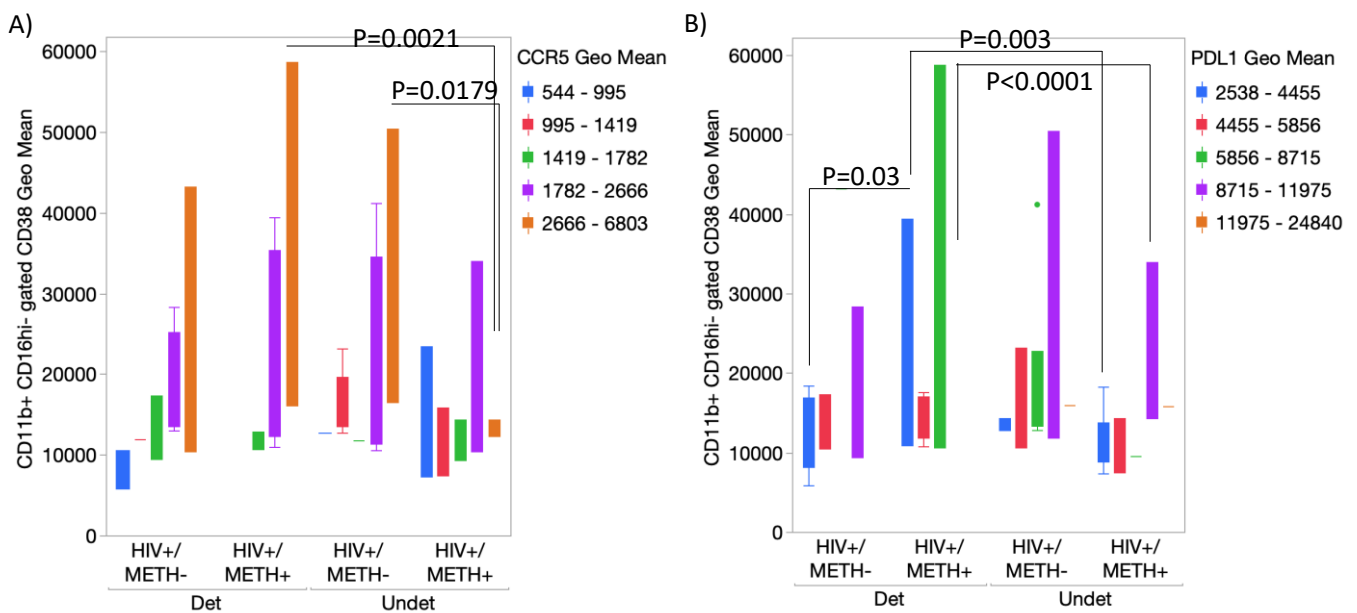 A)
CD11b+ CD16hi- gated CD38 Geo Mean
60000
50000
40000
30000
20000
10000
0
P=0.0021
P=0.0179
HIV+/
METH-
HIV+/
METH+
HIV+/
METH-
HIV+/
METH+
Det
Undet
CCR5 Geo Mean
544 - 995
995 - 1419
1419 - 1782
1782 - 2666
2666 - 6803
B)
CD11b+ CD16hi- gated CD38 Geo Mean
60000
50000
40000
30000
20000
10000
0
P=0.003
P<0.0001
P=0.03
HIV+/
METH-
HIV+/
METH+
HIV+/
METH-
HIV+/
METH+
Det
Undet
PDL1 Geo Mean
2538 - 4455
4455 - 5856
5856 - 8715
8715 - 11975
11975 - 24840